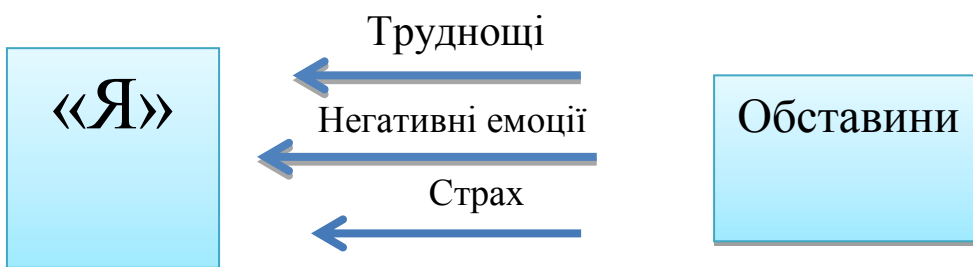 Труднощі
«Я»
Негативні емоції
Обставини
Страх